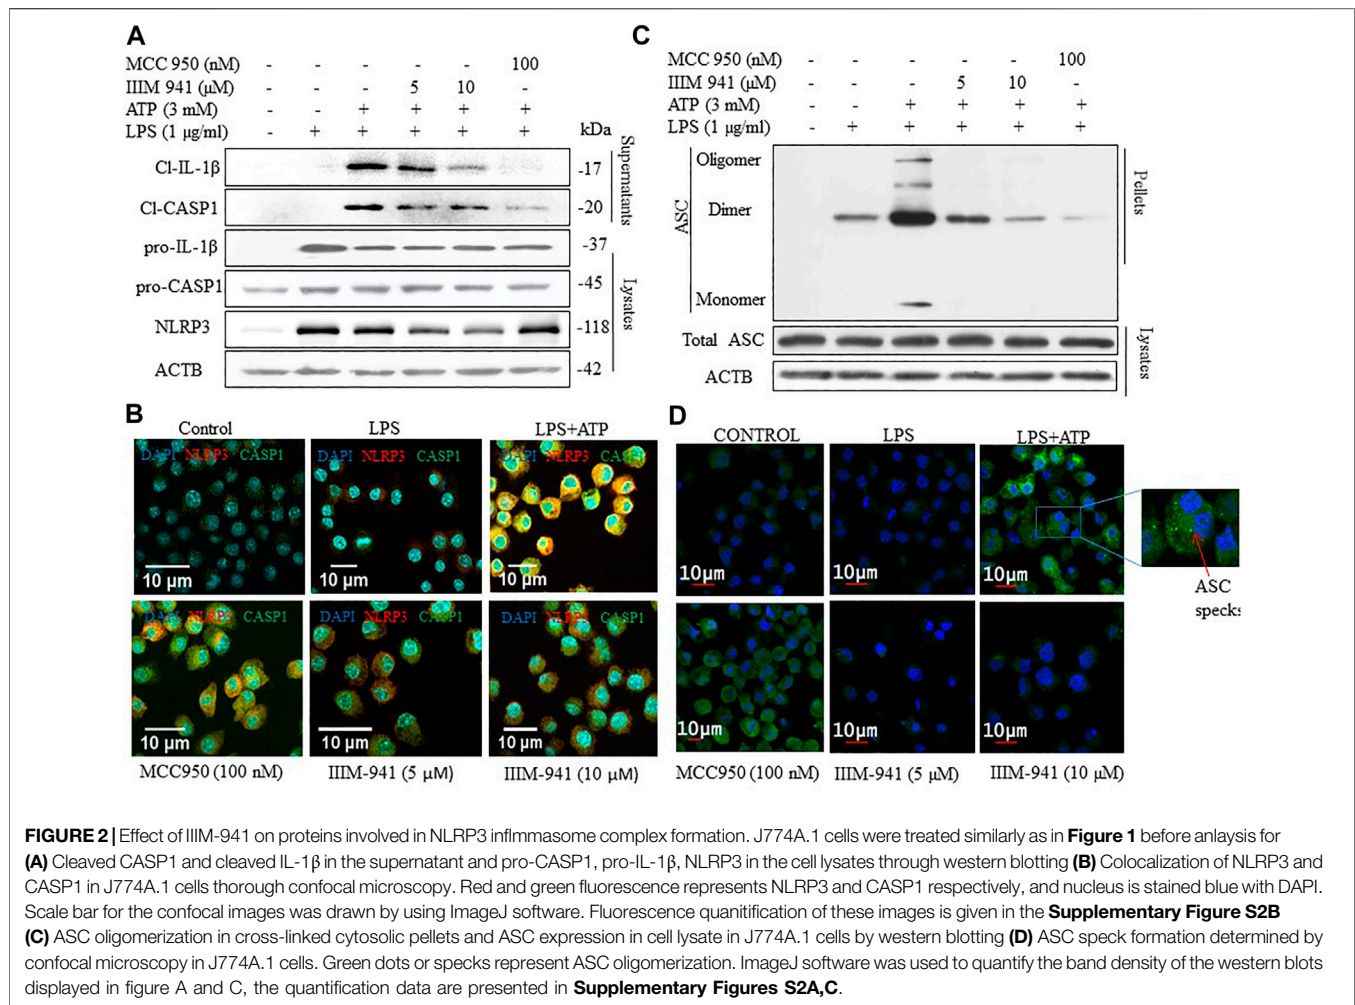 A
MCC 950 (nM) - - - - - 100
IIIM 941 (μM) - - - 5 10 -
ATP (3 mM) - - + + + +
LPS (1 μg/ml) - + + + + +
kDa
Cl-IL-1β -17
Cl-CASP1 -20
Supernatants
pro-IL-1β -37
pro-CASP1 -45
NLRP3 -118
ACTB -42
Lysates
C
MCC 950 (nM) - - - - - 100
IIIM 941 (μM) - - - 5 10 -
ATP (3 mM) - - + + + +
LPS (1 μg/ml) - + + + + +
ASC
Oligomer
Dimer
Monomer
Pellets
Total ASC
ACTB
Lysates
B
Control LPS LPS+ATP
DAPI NLRP3 CASP1 DAPI NLRP3 CASP1 DAPI NLRP3
10 μm 10 μm 10 μm
DAPI NLRP3 CASP1 DAPI NLRP3 CASP1 DAPI NLRP3 CASP1
10 μm 10 μm 10 μm
MCC950 (100 nM) IIIM-941 (5 μM) IIIM-941 (10 μM)
D
CONTROL LPS LPS+ATP
10μm 10μm 10μm
ASC
specks
10μm 10μm 10μm
MCC950 (100 nM) IIIM-941 (5 μM) IIIM-941 (10 μM)
FIGURE 2 | Effect of IIIM-941 on proteins involved in NLRP3 inflmmasome complex formation. J774A.1 cells were treated similarly as in Figure 1 before anlaysis for
(A) Cleaved CASP1 and cleaved IL-1β in the supernatant and pro-CASP1, pro-IL-1β, NLRP3 in the cell lysates through western blotting (B) Colocalization of NLRP3 and
CASP1 in J774A.1 cells thorough confocal microscopy. Red and green fluorescence represents NLRP3 and CASP1 respectively, and nucleus is stained blue with DAPI.
Scale bar for the confocal images was drawn by using ImageJ software. Fluorescence quanitification of these images is given in the Supplementary Figure S2B
(C) ASC oligomerization in cross-linked cytosolic pellets and ASC expression in cell lysate in J774A.1 cells by western blotting (D) ASC speck formation determined by
confocal microscopy in J774A.1 cells. Green dots or specks represent ASC oligomerization. ImageJ software was used to quantify the band density of the western blots
displayed in figure A and C, the quantification data are presented in Supplementary Figures S2A,C.